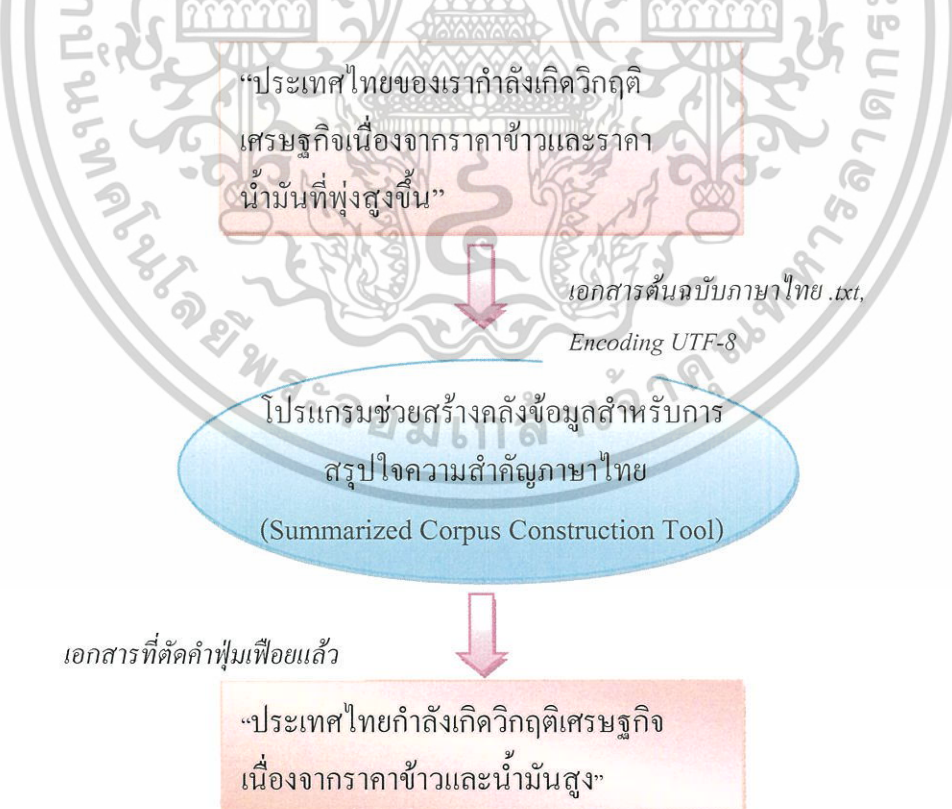 “ประเทศไทยของเรากำลังเกิดวิกฤติ
เศรษฐกิจเนื่องจากราคาข้าวและราคา
น้ำมันที่พุ่งสูงขึ้น”
เอกสารต้นฉบับภาษาไทย .txt,
Encoding UTF-8
โปรแกรมช่วยสร้างคลังข้อมูลสำหรับการ
สรุปใจความสำคัญภาษาไทย
(Summarized Corpus Construction Tool)
เอกสารที่ตัดคำฟุ่มเฟือยแล้ว
“ประเทศไทยกำลังเกิดวิกฤติเศรษฐกิจ
เนื่องจากราคาข้าวและน้ำมันสูง”